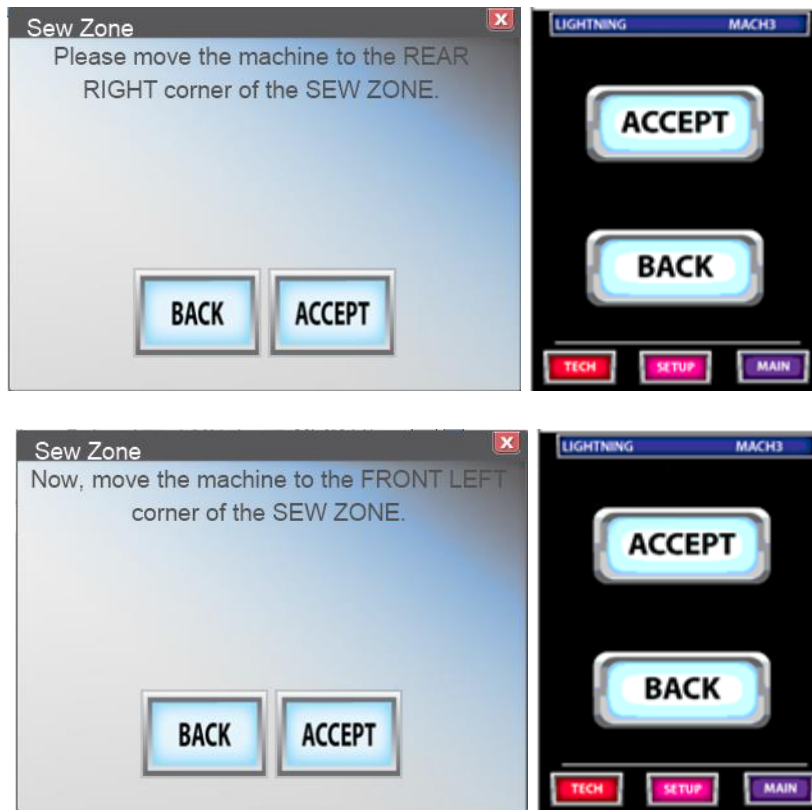 Sew Zone
Please move the machine to the REAR
RIGHT corner of the SEW ZONE.
BACK ACCEPT
LIGHTNING MACH3
ACCEPT
BACK
TECH SETUP MAIN
Sew Zone
Now, move the machine to the FRONT LEFT
corner of the SEW ZONE.
BACK ACCEPT
LIGHTNING MACH3
ACCEPT
BACK
TECH SETUP MAIN